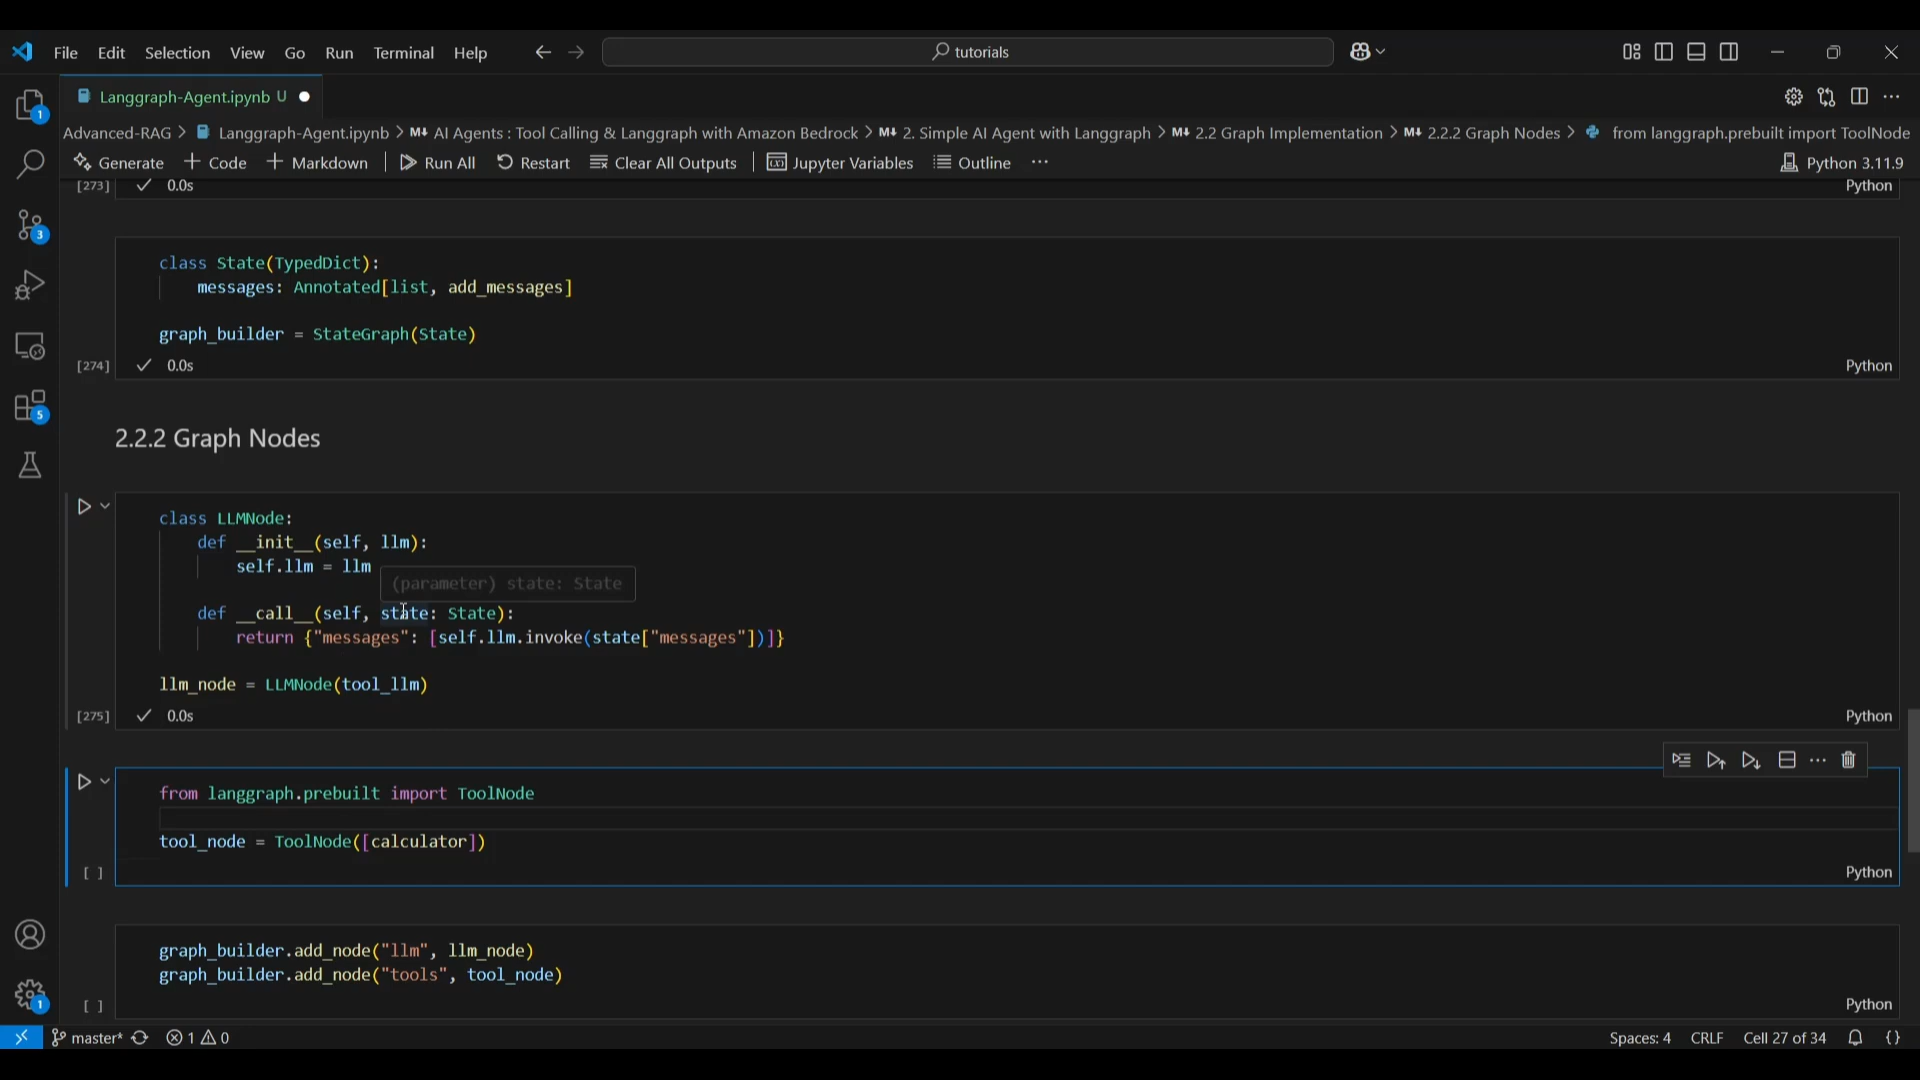 File Edit Selection View Go Run Terminal Help
tutorials
Langgraph-Agent.ipynb U
Advanced-RAG > Langgraph-Agent.ipynb > M↓ AI Agents : Tool Calling & Langgraph with Amazon Bedrock > M↓ 2. Simple AI Agent with Langgraph > M↓ 2.2 Graph Implementation > M↓ 2.2.2 Graph Nodes > from langgraph.prebuilt import ToolNode
Generate + Code + Markdown | Run All Restart Clear All Outputs | Jupyter Variables Outline ··· Python 3.11.9
[273] ✓ 0.0s Python
class State(TypedDict):
messages: Annotated[list, add_messages]
graph_builder = StateGraph(State)
[274] ✓ 0.0s Python
2.2.2 Graph Nodes
class LLMNode:
def __init__(self, llm):
self.llm = llm
(parameter) state: State
def __call__(self, state: State):
return {"messages": [self.llm.invoke(state["messages"])]}
llm_node = LLMNode(tool_llm)
[275] ✓ 0.0s Python
from langgraph.prebuilt import ToolNode
tool_node = ToolNode([calculator])
[ ] Python
graph_builder.add_node("llm", llm_node)
graph_builder.add_node("tools", tool_node)
[ ] Python
1
3
5
1
master* 1 0 Spaces: 4 CRLF Cell 27 of 34 {}